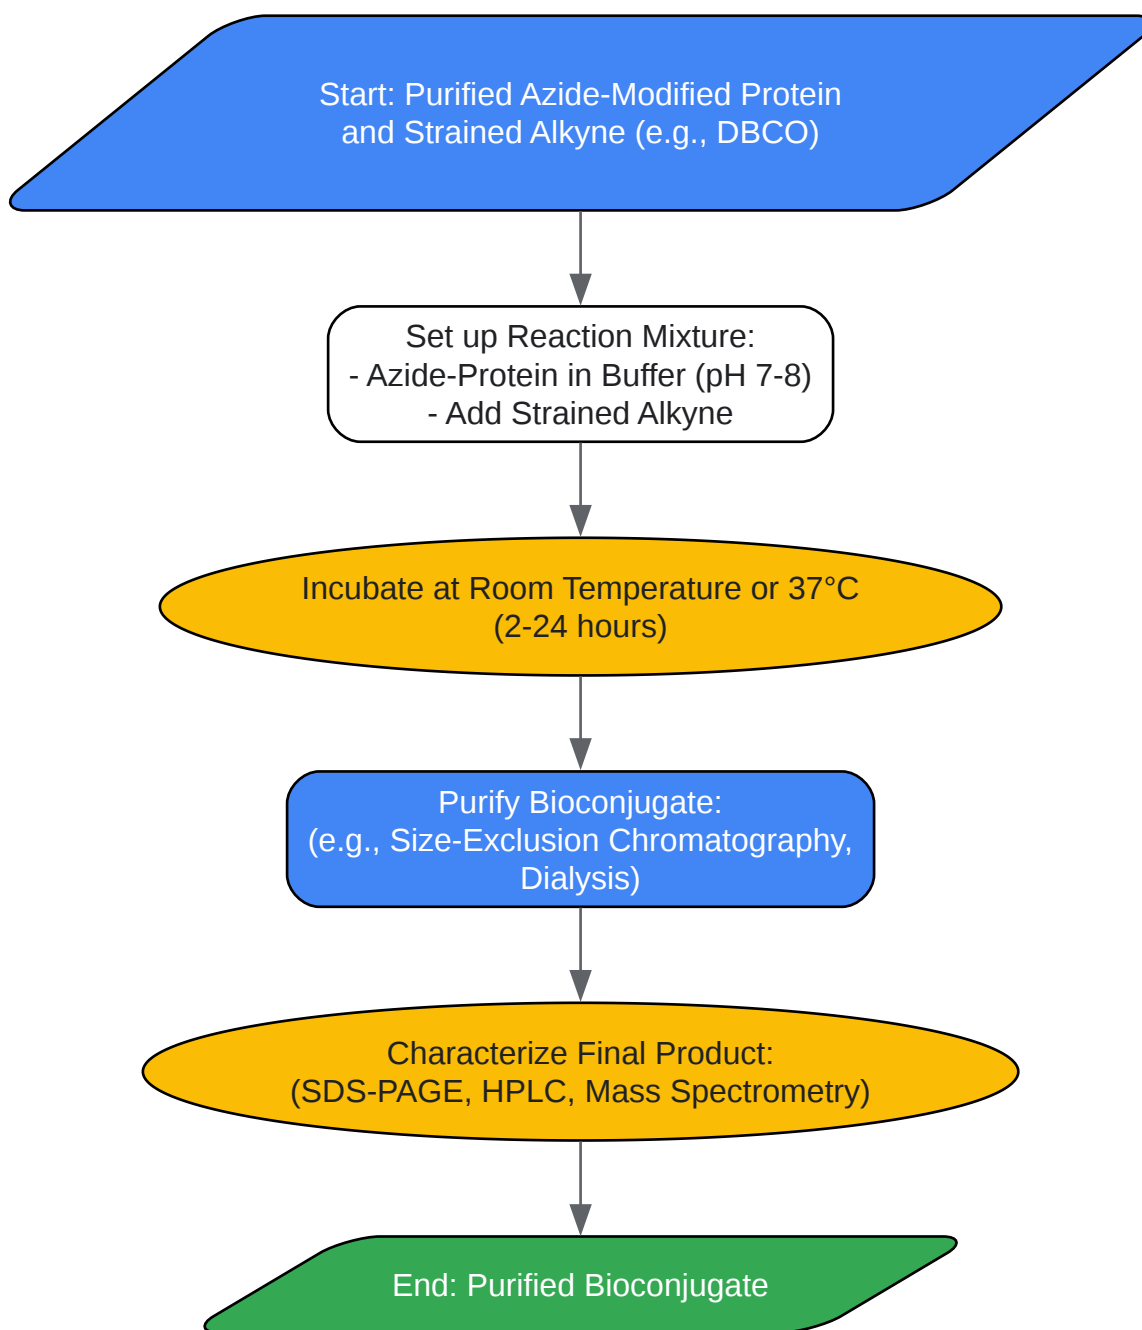 Start: Purified Azide-Modified Protein
and Strained Alkyne (e.g., DBCO)
Set up Reaction Mixture:
- Azide-Protein in Buffer (pH 7-8)
- Add Strained Alkyne
Incubate at Room Temperature or 37°C
(2-24 hours)
Purify Bioconjugate:
(e.g., Size-Exclusion Chromatography,
Dialysis)
Characterize Final Product:
(SDS-PAGE, HPLC, Mass Spectrometry)
End: Purified Bioconjugate